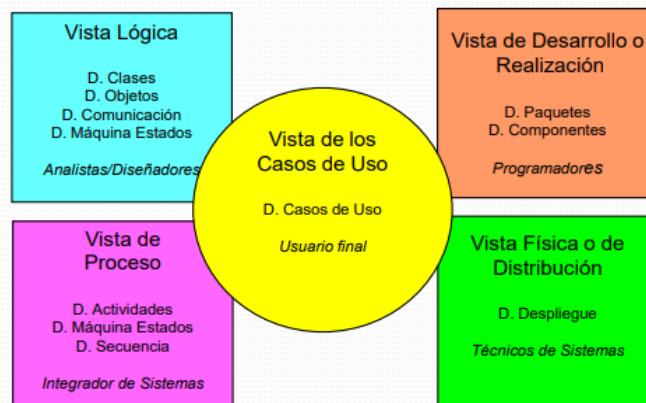 Vista Lógica
D. Clases
D. Objetos
D. Comunicación
D. Máquina Estados
Analistas/Diseñadores
Vista de Desarrollo o
Realización
D. Paquetes
D. Componentes
Programadores
Vista de los
Casos de Uso
D. Casos de Uso
Usuario final
Vista de
Proceso
D. Actividades
D. Máquina Estados
D. Secuencia
Integrador de Sistemas
Vista Física o de
Distribución
D. Despliegue
Técnicos de Sistemas